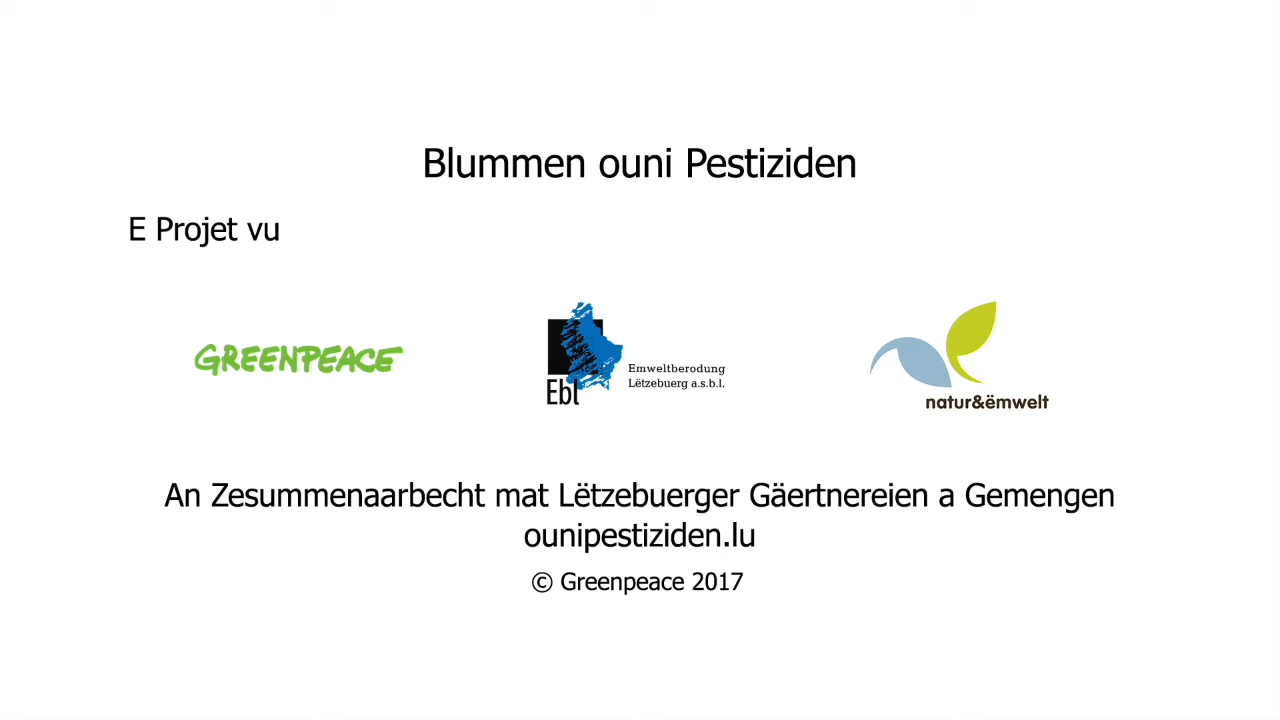 Blummen ouni Pestiziden
E Projet vu
GREENPEACE
Ebl
Emweltberodung
Lëtzebuerg a.s.b.l.
natur&ëmwelt
An Zesummenaarbecht mat Lëtzebuerger Gäertnereien a Gemengen
ounipestiziden.lu
© Greenpeace 2017